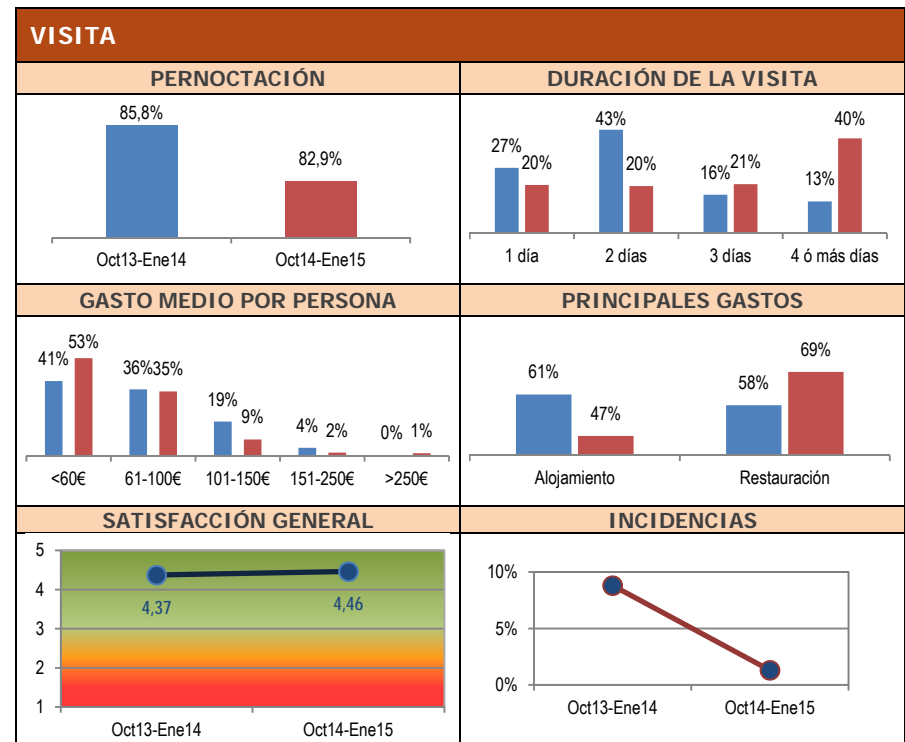 VISITA
PERNOCTACIÓN
85,8%
82,9%
Oct13-Ene14 Oct14-Ene15
DURACIÓN DE LA VISITA
27% 20% 43% 20% 16% 21% 13% 40%
1 día 2 días 3 días 4 ó más días
GASTO MEDIO POR PERSONA
41% 53% 36% 35% 19% 9% 4% 2% 0% 1%
<60€ 61-100€ 101-150€ 151-250€ >250€
PRINCIPALES GASTOS
61% 47% 58% 69%
Alojamiento Restauración
SATISFACCIÓN GENERAL
5
4
3
2
1
4,37 4,46
Oct13-Ene14 Oct14-Ene15
INCIDENCIAS
10%
5%
0%
Oct13-Ene14 Oct14-Ene15